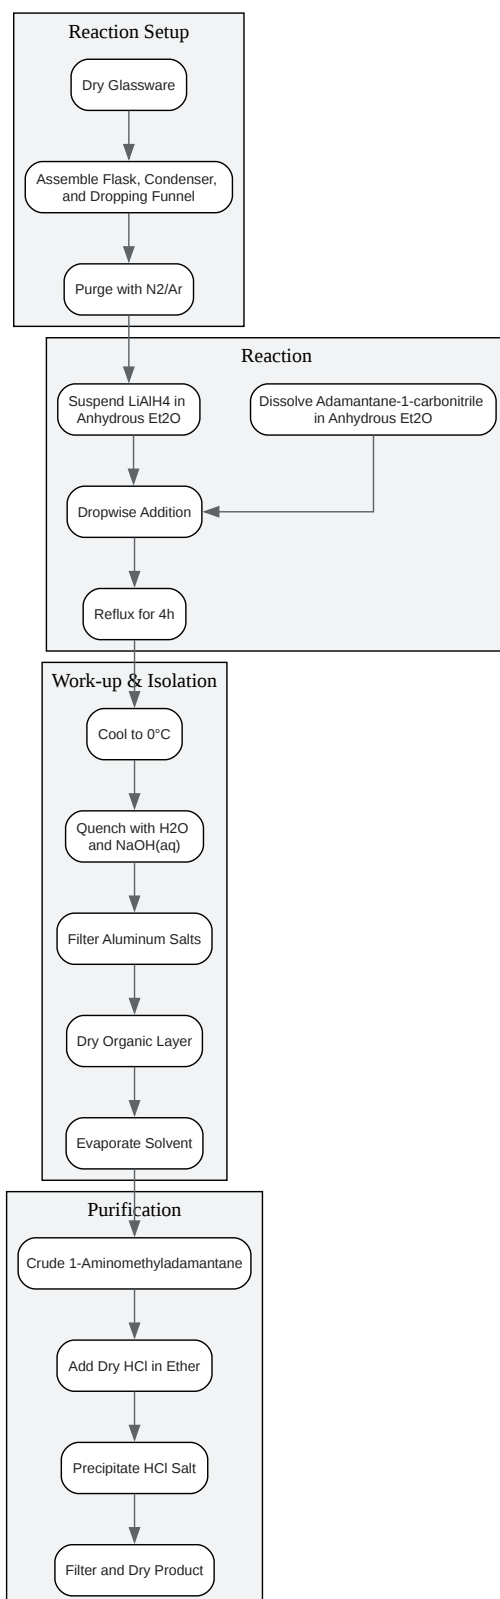 Reaction Setup
Dry Glassware
Assemble Flask, Condenser,
and Dropping Funnel
Purge with N2/Ar
Reaction
Suspend LiAlH4 in
Anhydrous Et2O
Dissolve Adamantane-1-carbonitrile
in Anhydrous Et2O
Dropwise Addition
Reflux for 4h
Work-up & Isolation
Cool to 0°C
Quench with H2O
and NaOH(aq)
Filter Aluminum Salts
Dry Organic Layer
Evaporate Solvent
Purification
Crude 1-Aminomethyladamantane
Add Dry HCl in Ether
Precipitate HCl Salt
Filter and Dry Product